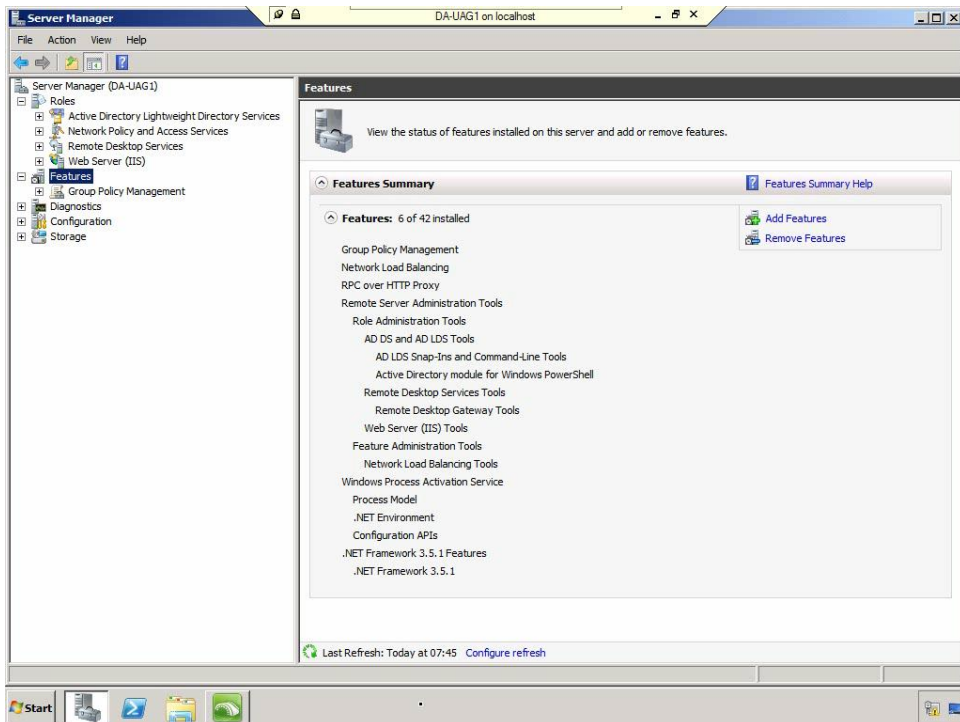 Server Manager
DA-UAG1 on localhost
File Action View Help
Server Manager (DA-UAG1)
Roles
Active Directory Lightweight Directory Services
Network Policy and Access Services
Remote Desktop Services
Web Server (IIS)
Features
Group Policy Management
Diagnostics
Configuration
Storage
Features
View the status of features installed on this server and add or remove features.
Features Summary
Features Summary Help
Features: 6 of 42 installed
Add Features
Remove Features
Group Policy Management
Network Load Balancing
RPC over HTTP Proxy
Remote Server Administration Tools
Role Administration Tools
AD DS and AD LDS Tools
AD LDS Snap-Ins and Command-Line Tools
Active Directory module for Windows PowerShell
Remote Desktop Services Tools
Remote Desktop Gateway Tools
Web Server (IIS) Tools
Feature Administration Tools
Network Load Balancing Tools
Windows Process Activation Service
Process Model
.NET Environment
Configuration APIs
.NET Framework 3.5.1 Features
.NET Framework 3.5.1
Last Refresh: Today at 07:45 Configure refresh
Start